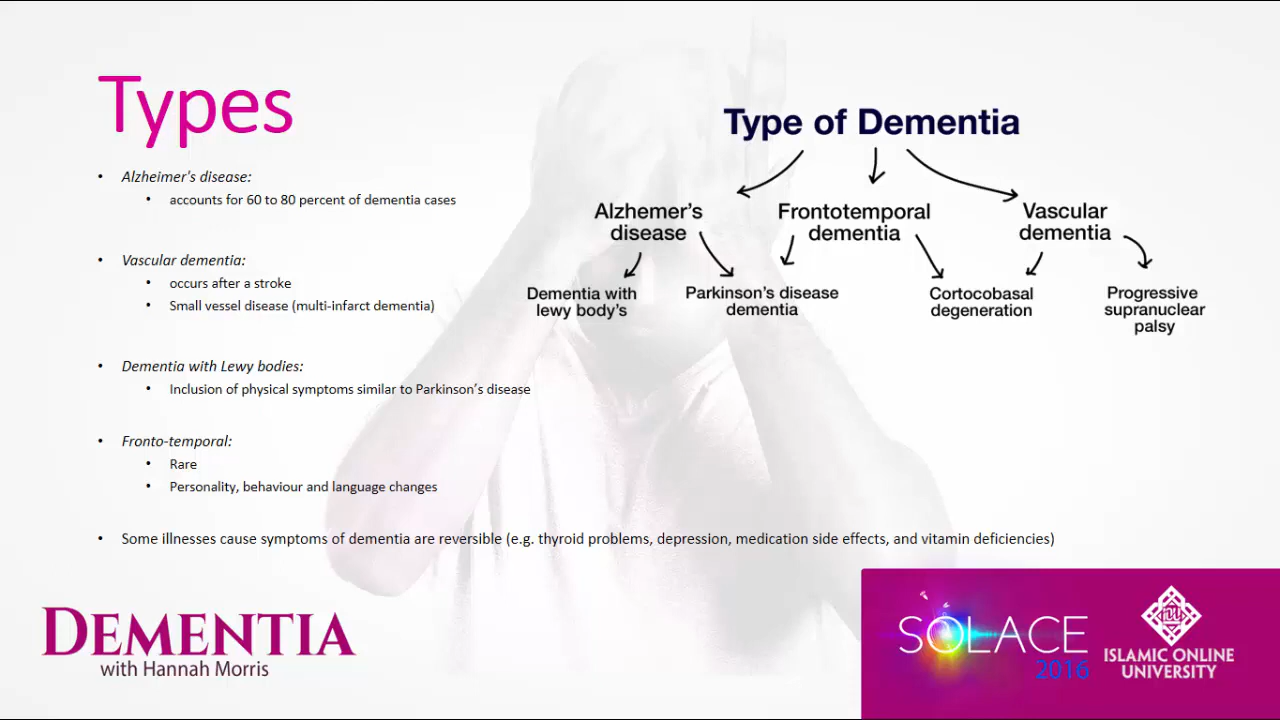 Types
• Alzheimer's disease:
• accounts for 60 to 80 percent of dementia cases
• Vascular dementia:
• occurs after a stroke
• Small vessel disease (multi-infarct dementia)
• Dementia with Lewy bodies:
• Inclusion of physical symptoms similar to Parkinson's disease
• Fronto-temporal:
• Rare
• Personality, behaviour and language changes
• Some illnesses cause symptoms of dementia are reversible (e.g. thyroid problems, depression, medication side effects, and vitamin deficiencies)
Type of Dementia
Alzhemer's
disease
Frontotemporal
dementia
Vascular
dementia
Dementia with
lewy body's
Parkinson's disease
dementia
Cortocobasal
degeneration
Progressive
supranuclear
palsy
DEMENTIA
with Hannah Morris
SOLACE
2016
IOU
ISLAMIC ONLINE
UNIVERSITY